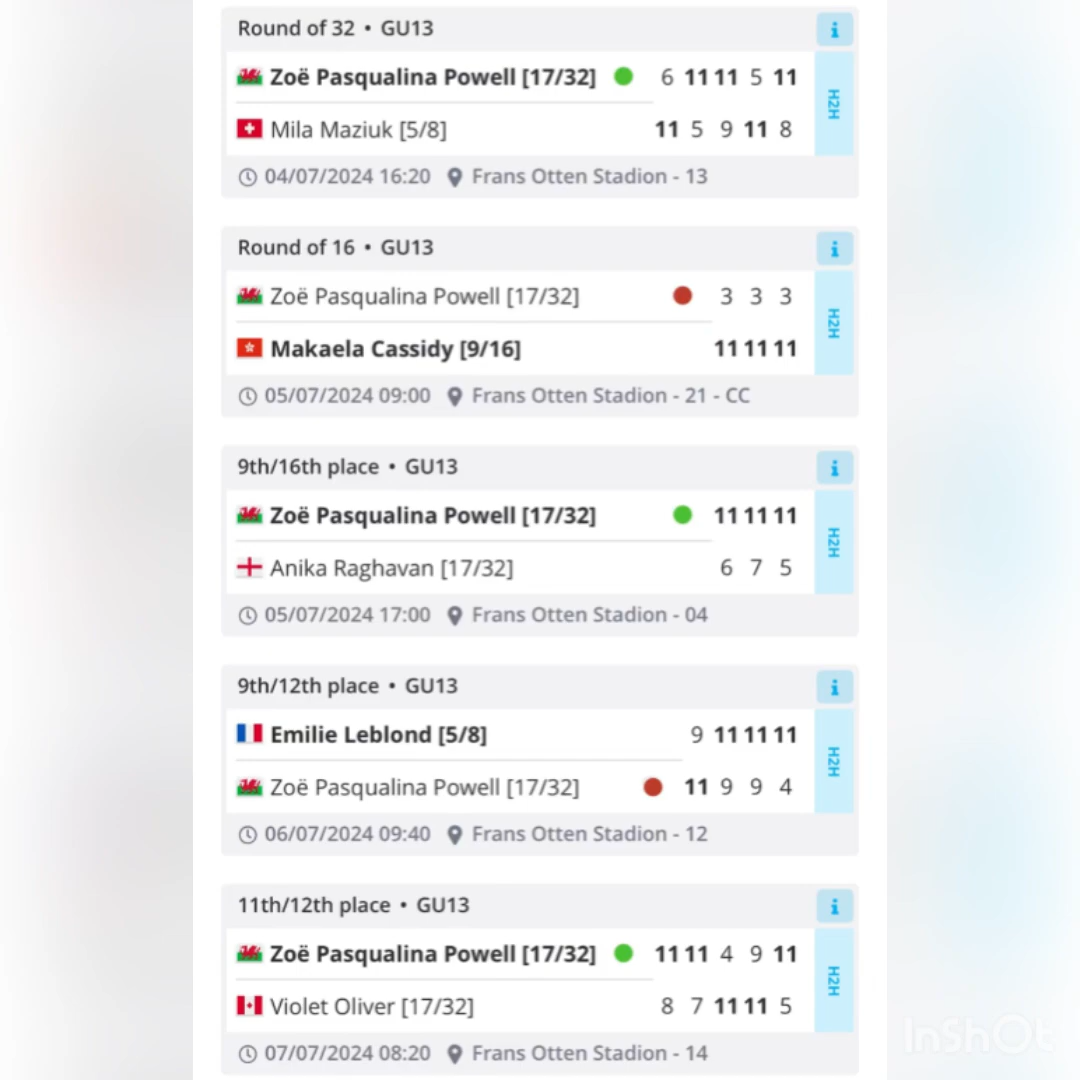 Round of 32 • GU13
Zoë Pasqualina Powell [17/32] 6 11 11 5 11
Mila Maziuk [5/8] 11 5 9 11 8
H2H
04/07/2024 16:20 Frans Otten Stadion - 13
Round of 16 • GU13
Zoë Pasqualina Powell [17/32] 3 3 3
Makaela Cassidy [9/16] 11 11 11
H2H
05/07/2024 09:00 Frans Otten Stadion - 21 - CC
9th/16th place • GU13
Zoë Pasqualina Powell [17/32] 11 11 11
Anika Raghavan [17/32] 6 7 5
H2H
05/07/2024 17:00 Frans Otten Stadion - 04
9th/12th place • GU13
Emilie Leblond [5/8] 9 11 11 11
Zoë Pasqualina Powell [17/32] 11 9 9 4
H2H
06/07/2024 09:40 Frans Otten Stadion - 12
11th/12th place • GU13
Zoë Pasqualina Powell [17/32] 11 11 4 9 11
Violet Oliver [17/32] 8 7 11 11 5
H2H
07/07/2024 08:20 Frans Otten Stadion - 14
InShOt